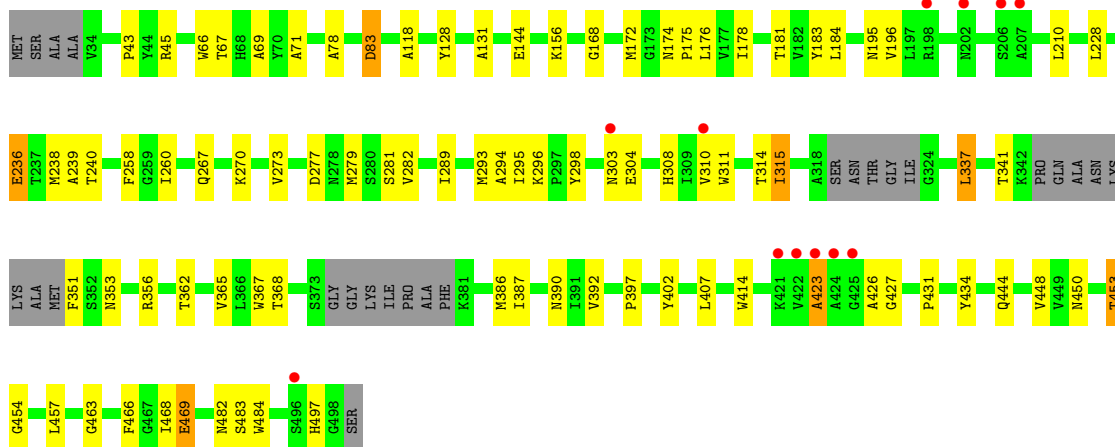 MET SER ALA ALA V34 P43 Y44 R45 W66 T67 H68 A69 Y70 A71 A78 D83 A118 Y128 A131 E144 K156 G168 M172 G173 N174 P175 L176 V177 I178 T181 V182 Y183 L184 N195 V196 L197 R198 N202 S206 A207 L210 L228
E236 T237 M238 A239 T240 F258 G259 I260 Q267 K270 V273 D277 N278 M279 S280 S281 V282 I289 M293 A294 I295 K296 P297 Y298 N303 E304 H308 I309 V310 W311 T314 I315 A318 SER ASN THR GLY ILE G324 L337 T341 K342 PRO GLN ALA ASN LYS
LYS ALA MET F351 S352 N353 R356 T362 V365 L366 W367 T368 S373 GLY GLY LYS ILE PRO ALA PHE K381 M386 I387 N390 I391 V392 P397 Y402 L407 W414 K421 V422 A423 A424 G425 A426 G427 P431 Y434 Q444 V448 V449 N450 T453
G454 L457 G463 F466 G467 I468 E469 N482 S483 W484 S496 H497 G498 SER